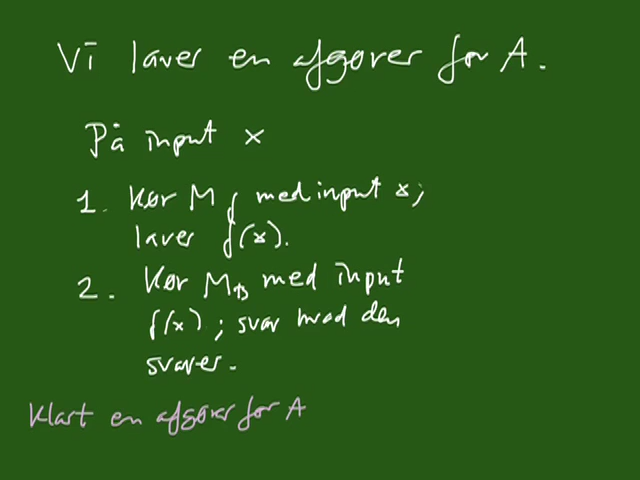 Vi laver en afgører for A.
På input x
1. Kør M_f med input x;
laver f(x).
2. Kør M_B med input
f(x); svar hvad den
svarer.
Klart en afgører for A